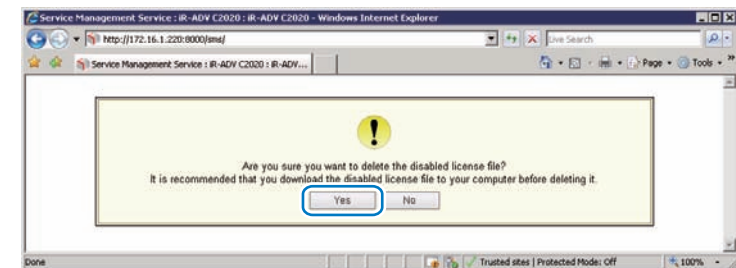 Service Management Service : iR-ADV C2020 : iR-ADV C2020 - Windows Internet Explorer
http://172.16.1.220:8000/sms/
Live Search
Service Management Service : iR-ADV C2020 : iR-ADV...
Page
Tools
Are you sure you want to delete the disabled license file?
It is recommended that you download the disabled license file to your computer before deleting it.
Yes
No
Done
Trusted sites | Protected Mode: Off
100%